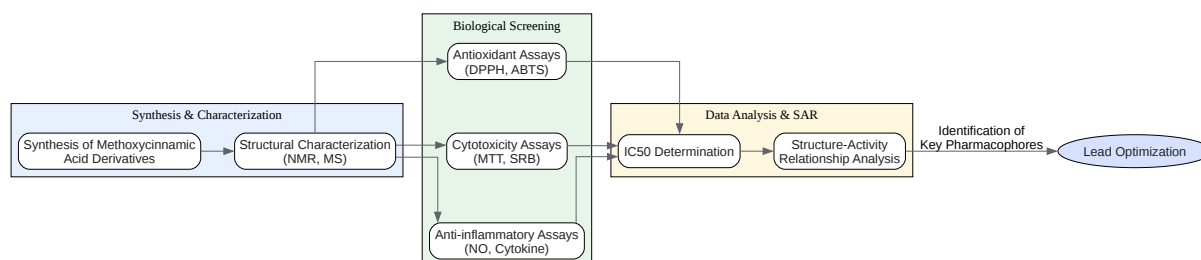 Synthesis & Characterization
Synthesis of Methoxycinnamic
Acid Derivatives
Structural Characterization
(NMR, MS)
Biological Screening
Antioxidant Assays
(DPPH, ABTS)
Cytotoxicity Assays
(MTT, SRB)
Anti-inflammatory Assays
(NO, Cytokine)
Data Analysis & SAR
IC50 Determination
Structure-Activity
Relationship Analysis
Identification of
Key Pharmacophores
Lead Optimization